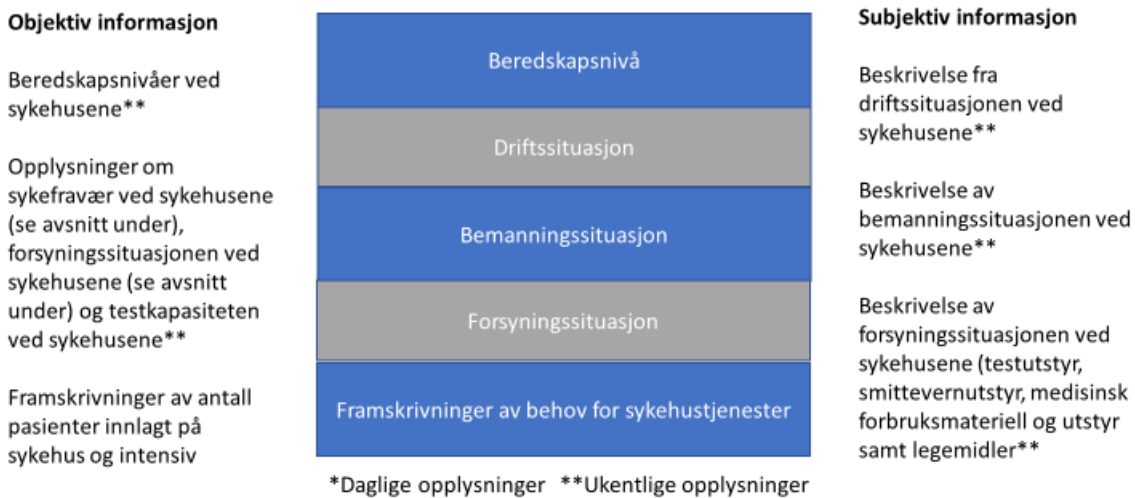 Objektiv informasjon
Beredskapsnivåer ved
sykehusene**
Opplysninger om
sykefravær ved sykehusene
(se avsnitt under),
forsyningssituasjonen ved
sykehusene (se avsnitt
under) og testkapasiteten
ved sykehusene**
Framskrivninger av antall
pasienter innlagt på
sykehus og intensiv
Beredskapsnivå
Driftssituasjon
Bemanningssituasjon
Forsyningssituasjon
Framskrivninger av behov for sykehustjenester
*Daglige opplysninger **Ukentlige opplysninger
Subjektiv informasjon
Beskrivelse fra
driftssituasjonen ved
sykehusene**
Beskrivelse av
bemanningssituasjonen ved
sykehusene**
Beskrivelse av
forsyningssituasjonen ved
sykehusene (testutstyr,
smittevernutstyr, medisinsk
forbruksmateriell og utstyr
samt legemidler**